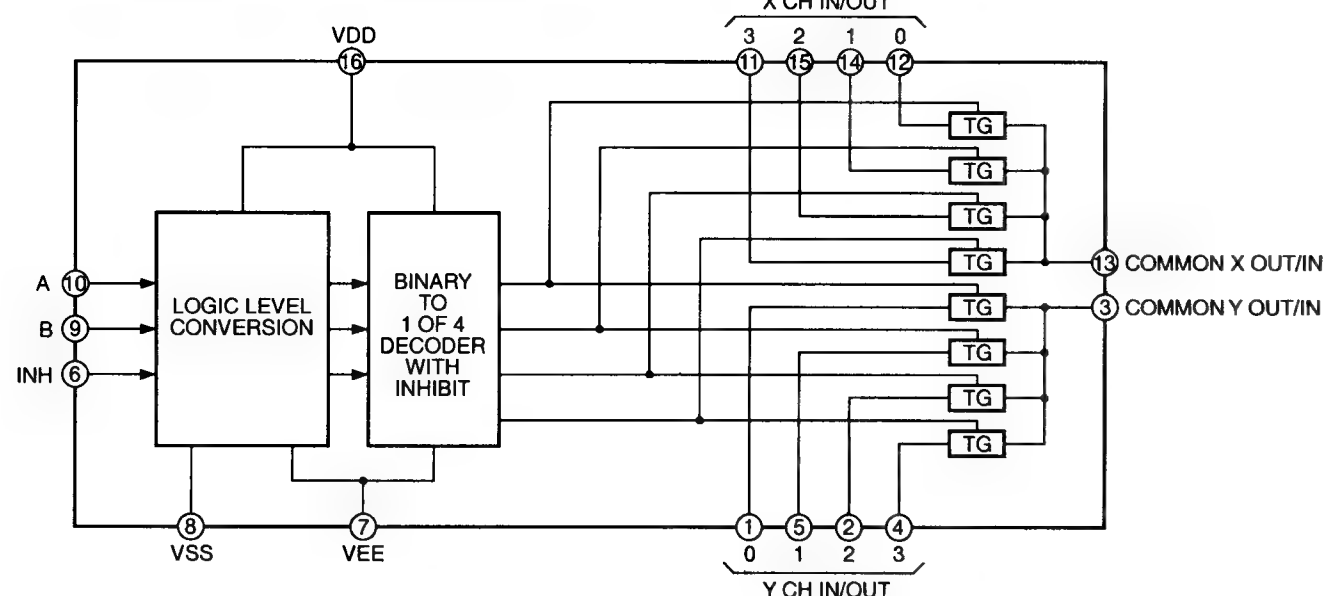 X CH IN/OUT
3 2 1 0
VDD
16
11 15 14 12
TG
TG
TG
TG
13 COMMON X OUT/IN
A 10
B 9
INH 6
LOGIC LEVEL
CONVERSION
BINARY
TO
1 OF 4
DECODER
WITH
INHIBIT
TG
3 COMMON Y OUT/IN
TG
TG
TG
8
VSS
7
VEE
1 5 2 4
0 1 2 3
Y CH IN/OUT